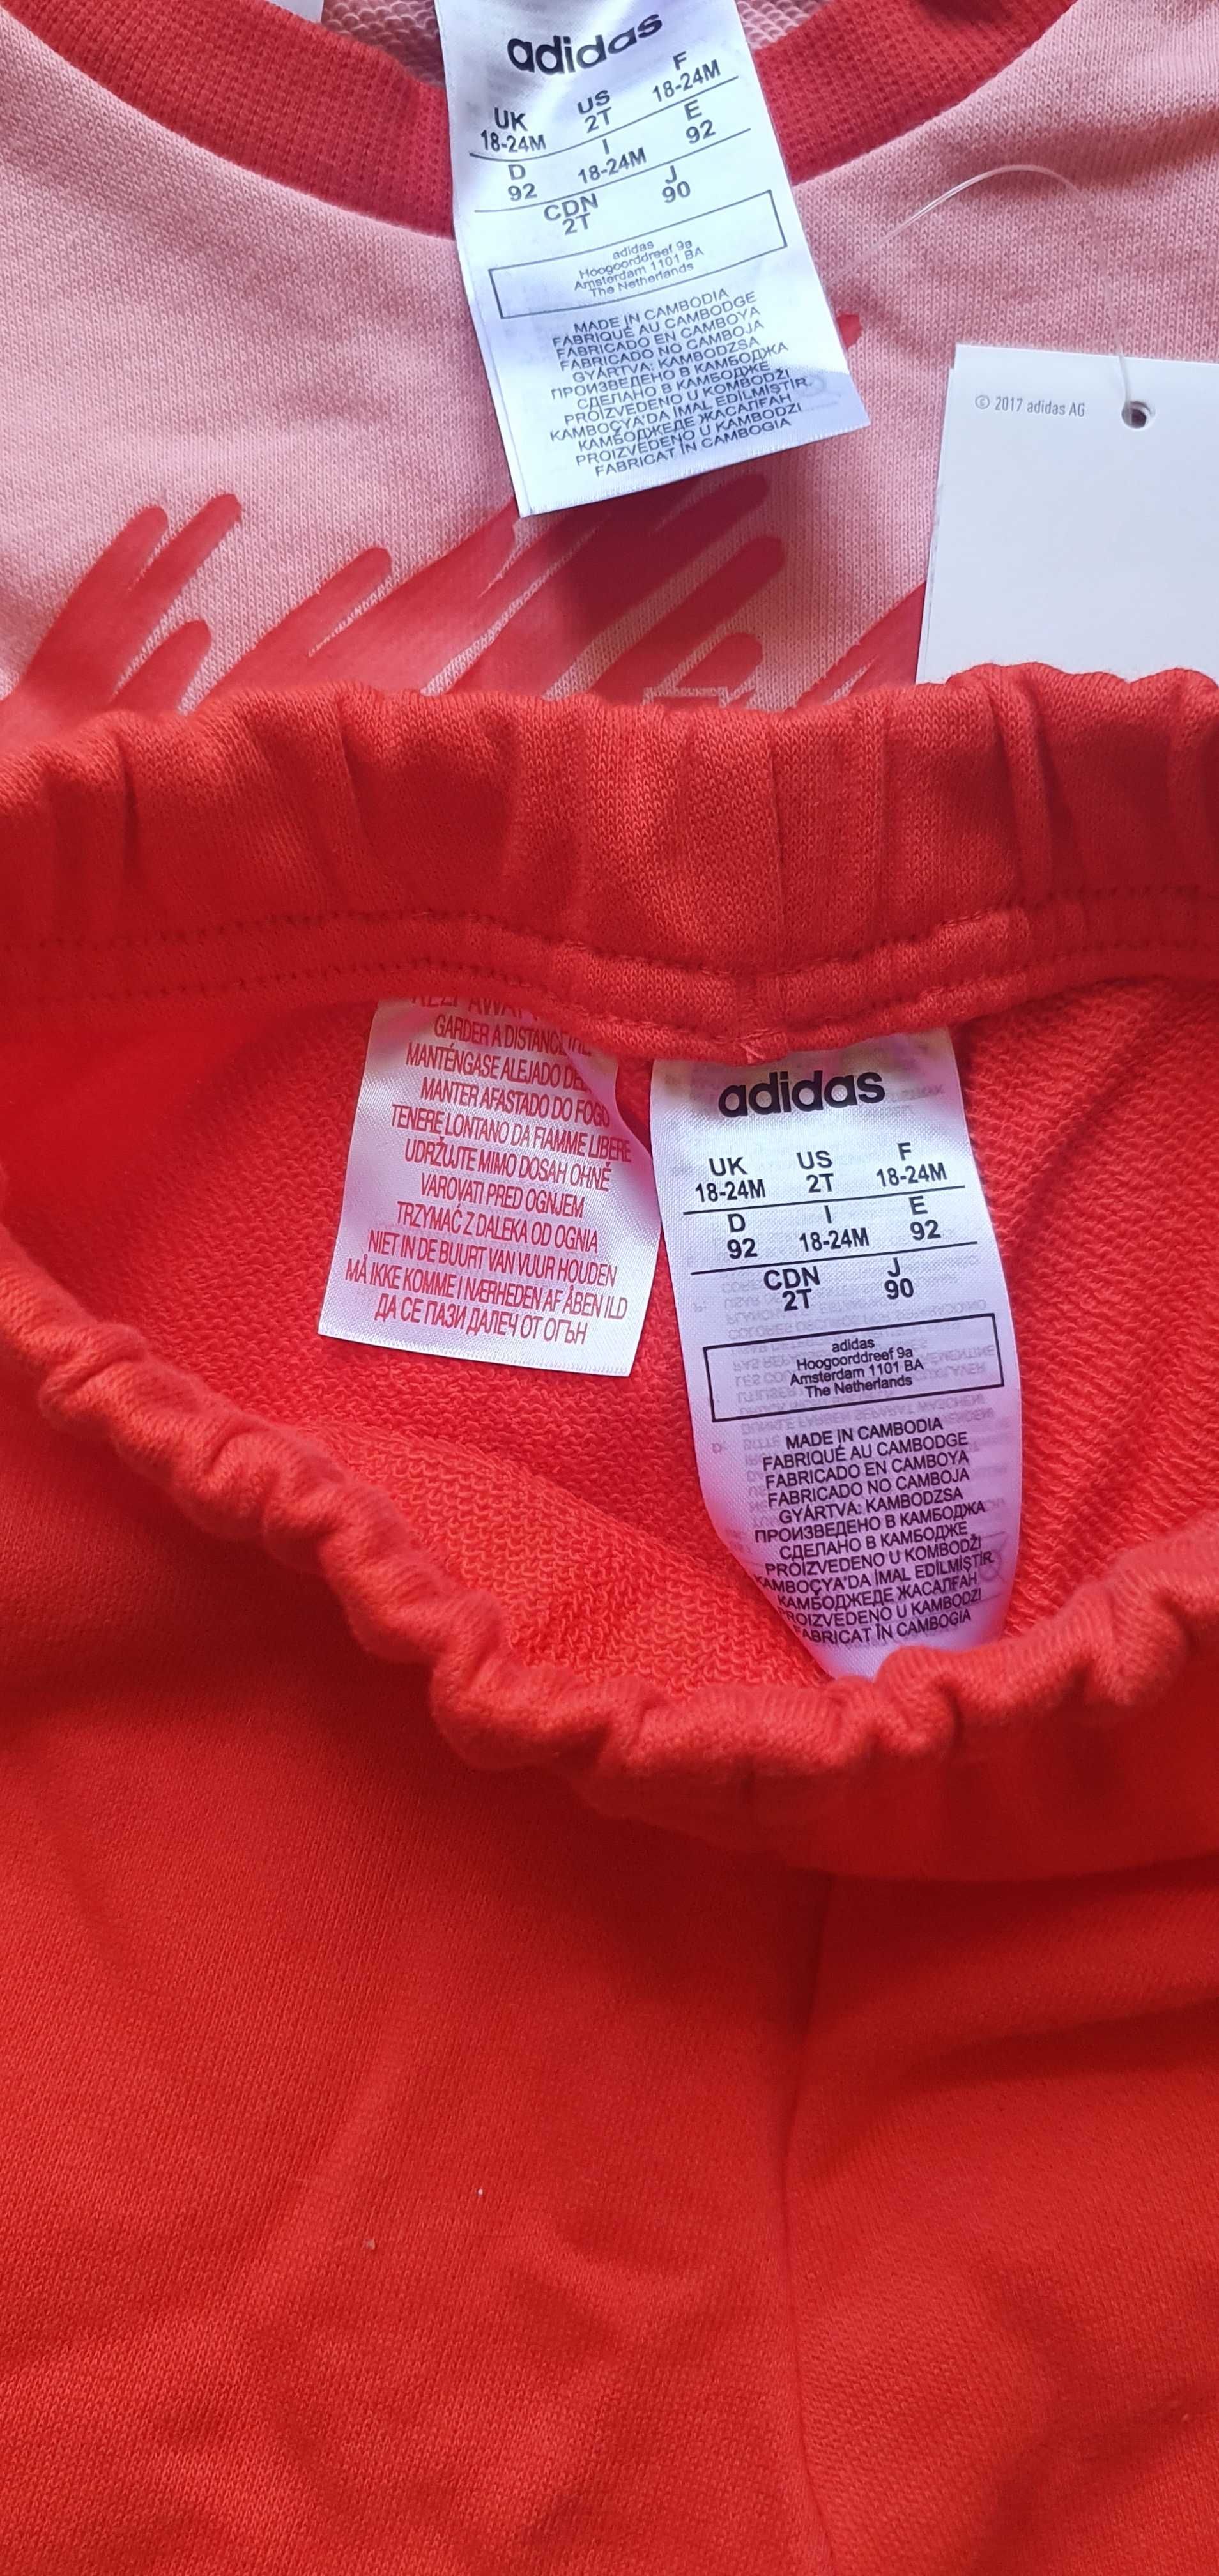 adidas
UK US F
18-24M 2T 18-24M
D I E
92 18-24M 92
CDN J
2T 90
adidas
Hoogoorddreef 9a
Amsterdam 1101 BA
The Netherlands
MADE IN CAMBODIA
FABRIQUÉ AU CAMBODGE
FABRICADO EN CAMBOYA
FABRICADO NO CAMBOJA
GYÁRTVA: KAMBODZSA
ПРОИЗВЕДЕНО В КАМБОДЖА
СДЕЛАНО В КАМБОДЖЕ
PROIZVEDENO U KOMBODŽI
KAMBOÇYA'DA İMAL EDİLMİŞTİR.
КАМБОДЖЕДЕ ЖАСАЛҒАН
PROIZVEDENO U KAMBODZI
FABRICAT ÎN CAMBOGIA
© 2017 adidas AG
GARDER A DISTANCE
MANTÉNGASE ALEJADO DEL
MANTER AFASTADO DO FOGO
TENERE LONTANO DA FIAMME LIBERE
UDRŽUJTE MIMO DOSAH OHNĚ
VAROVATI PRED OGNJEM
TRZYMAĆ Z DALEKA OD OGNIA
NIET IN DE BUURT VAN VUUR HOUDEN
MÅ IKKE KOMME I NÆRHEDEN AF ÅBEN ILD
ДА СЕ ПАЗИ ДАЛЕЧ ОТ ОГЪН
adidas
UK US F
18-24M 2T 18-24M
D I E
92 18-24M 92
CDN J
2T 90
adidas
Hoogoorddreef 9a
Amsterdam 1101 BA
The Netherlands
MADE IN CAMBODIA
FABRIQUÉ AU CAMBODGE
FABRICADO EN CAMBOYA
FABRICADO NO CAMBOJA
GYÁRTVA: KAMBODZSA
ПРОИЗВЕДЕНО В КАМБОДЖА
СДЕЛАНО В КАМБОДЖЕ
PROIZVEDENO U KOMBODŽI
KAMBOÇYA'DA İMAL EDİLMİŞTİR.
КАМБОДЖЕДЕ ЖАСАЛҒАН
PROIZVEDENO U KAMBODZI
FABRICAT ÎN CAMBOGIA